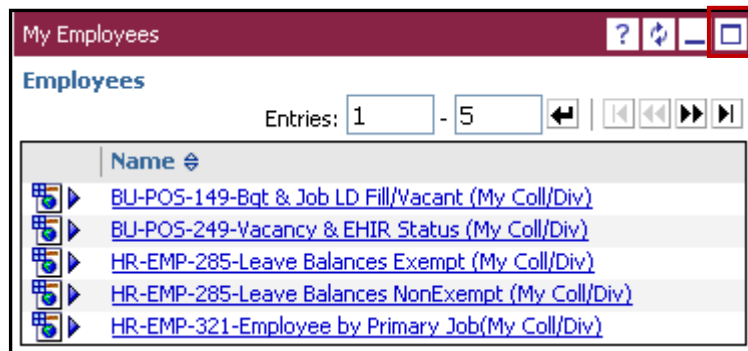 My Employees ?
Employees
Entries: 1 - 5
Name
BU-POS-149-Bgt & Job LD Fill/Vacant (My Coll/Div)
BU-POS-249-Vacancy & EHIR Status (My Coll/Div)
HR-EMP-285-Leave Balances Exempt (My Coll/Div)
HR-EMP-285-Leave Balances NonExempt (My Coll/Div)
HR-EMP-321-Employee by Primary Job(My Coll/Div)